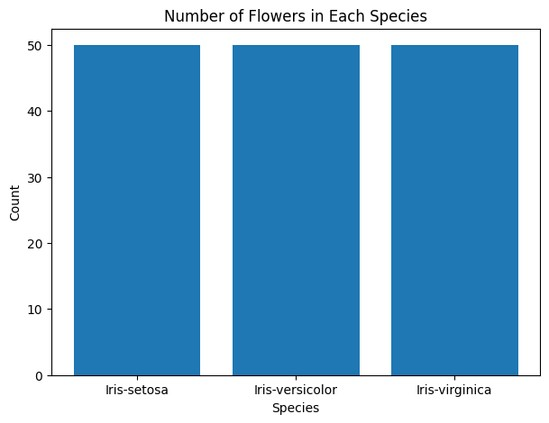 Number of Flowers in Each Species
50
40
30
20
10
0
Count
Iris-setosa
Iris-versicolor
Iris-virginica
Species